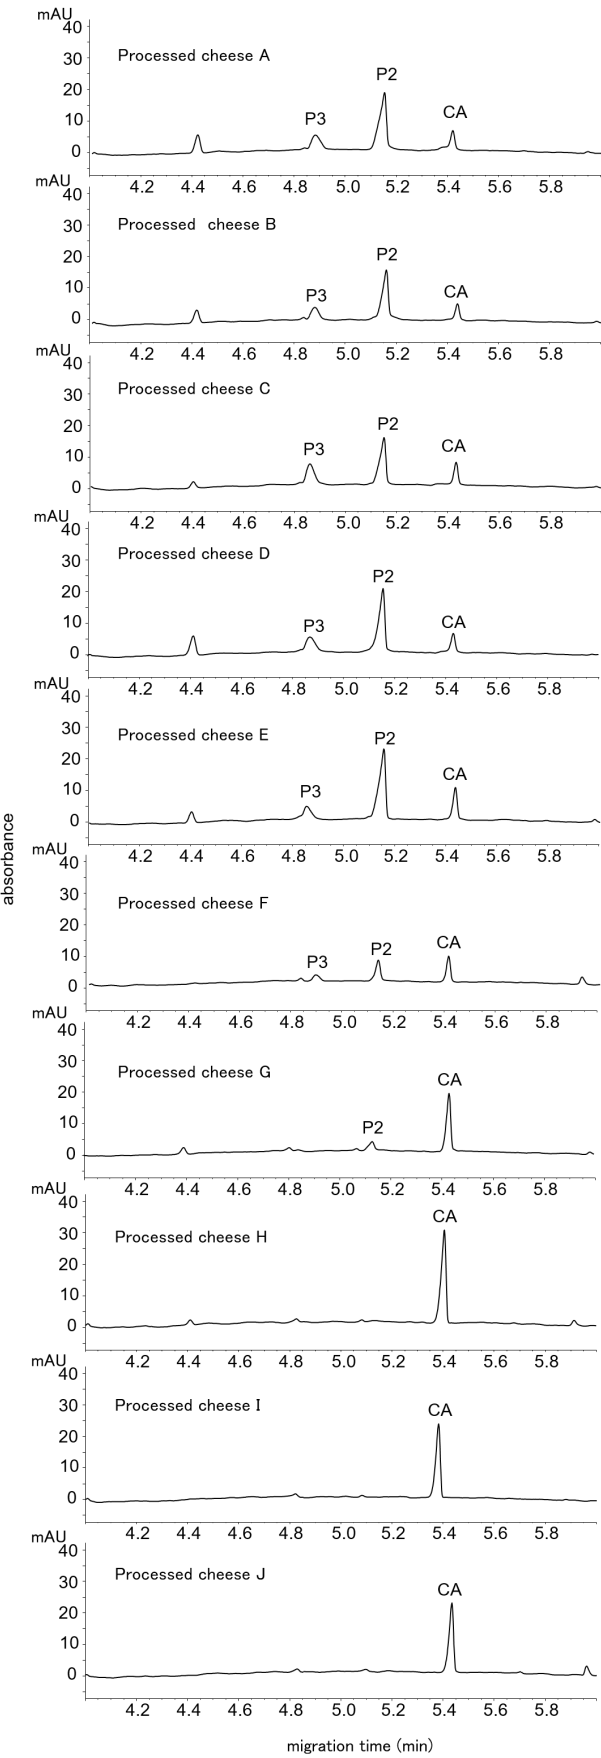 mAU
40
Processed cheese A
30
P2
20
P3
CA
10
0
4.2 4.4 4.6 4.8 5.0 5.2 5.4 5.6 5.8
mAU
40
Processed cheese B
30
P2
20
P3
CA
10
0
4.2 4.4 4.6 4.8 5.0 5.2 5.4 5.6 5.8
mAU
40
Processed cheese C
30
P2
20
P3
CA
10
0
4.2 4.4 4.6 4.8 5.0 5.2 5.4 5.6 5.8
mAU
40
Processed cheese D
30
P2
20
P3
CA
10
0
4.2 4.4 4.6 4.8 5.0 5.2 5.4 5.6 5.8
mAU
40
Processed cheese E
30
P2
20
P3
CA
10
0
4.2 4.4 4.6 4.8 5.0 5.2 5.4 5.6 5.8
absorbance
mAU
40
Processed cheese F
30
20
P3
P2
CA
10
0
4.2 4.4 4.6 4.8 5.0 5.2 5.4 5.6 5.8
mAU
40
Processed cheese G
30
CA
20
P2
10
0
4.2 4.4 4.6 4.8 5.0 5.2 5.4 5.6 5.8
mAU
40
CA
Processed cheese H
30
20
10
0
4.2 4.4 4.6 4.8 5.0 5.2 5.4 5.6 5.8
mAU
40
Processed cheese I
CA
30
20
10
0
4.2 4.4 4.6 4.8 5.0 5.2 5.4 5.6 5.8
mAU
40
Processed cheese J
30
CA
20
10
0
4.2 4.4 4.6 4.8 5.0 5.2 5.4 5.6 5.8
migration time (min)